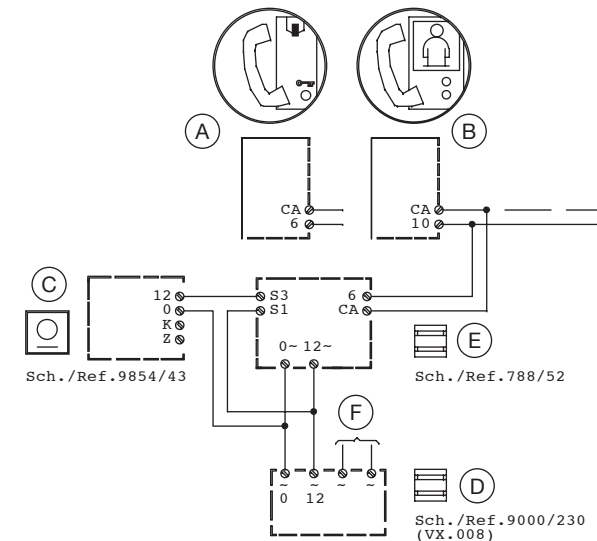 A
B
CA
6
CA
10
C
12
0
K
Z
S3
S1
6
CA
0~ 12~
E
Sch./Ref.9854/43
Sch./Ref.788/52
F
~ ~ ~ ~
0 12
D
Sch./Ref.9000/230
(VX.008)